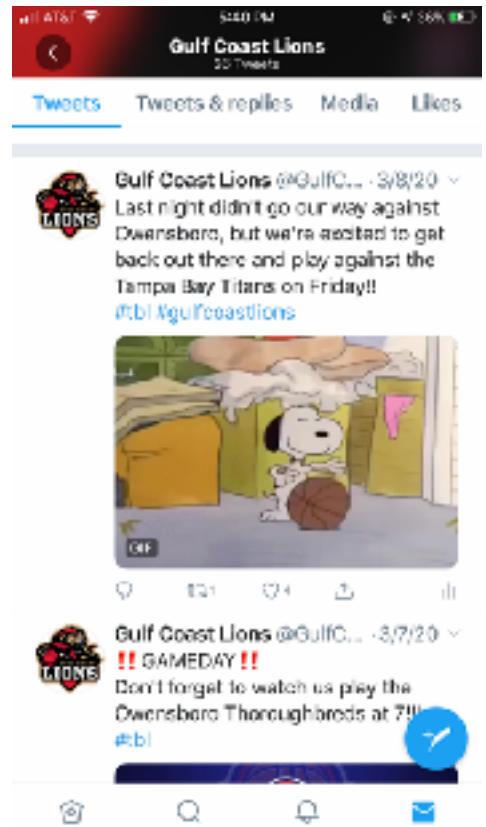 AT&T 5:40 PM 36%
Gulf Coast Lions
Tweets
Tweets Tweets & replies Media Likes
Gulf Coast Lions @GulfC... · 3/8/20
Last night didn't go our way against
Owensboro, but we're excited to get
back out there and play against the
Tampa Bay Titans on Friday!!
#tbl #gulfcoastlions
LIONS
GIF
1 4
Gulf Coast Lions @GulfC... · 3/7/20
‼️ GAMEDAY ‼️
Don't forget to watch us play the
Owensboro Thoroughbreds at 7!!!
#tbl
LIONS